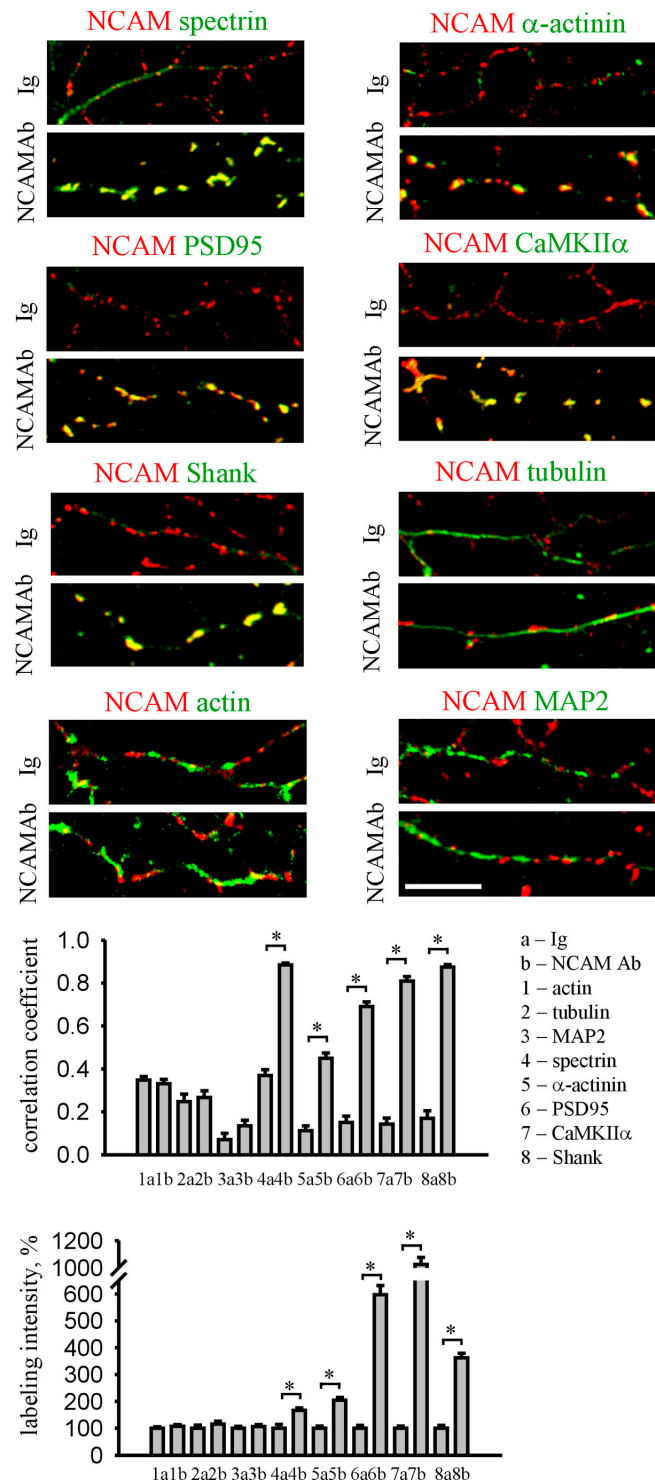 NCAM spectrin
Ig
NCAMAb
NCAM α-actinin
Ig
NCAMAb
NCAM PSD95
Ig
NCAMAb
NCAM CaMKIIα
Ig
NCAMAb
NCAM Shank
Ig
NCAMAb
NCAM tubulin
Ig
NCAMAb
NCAM actin
Ig
NCAMAb
NCAM MAP2
Ig
NCAMAb
correlation coefficient
1.0
0.8
0.6
0.4
0.2
0.0
* * * * *
1a1b 2a2b 3a3b 4a4b 5a5b 6a6b 7a7b 8a8b
a – Ig
b – NCAM Ab
1 – actin
2 – tubulin
3 – MAP2
4 – spectrin
5 – α-actinin
6 – PSD95
7 – CaMKIIα
8 – Shank
labeling intensity, %
1200
1000
600
400
300
200
100
0
* * * * *
1a1b 2a2b 3a3b 4a4b 5a5b 6a6b 7a7b 8a8b